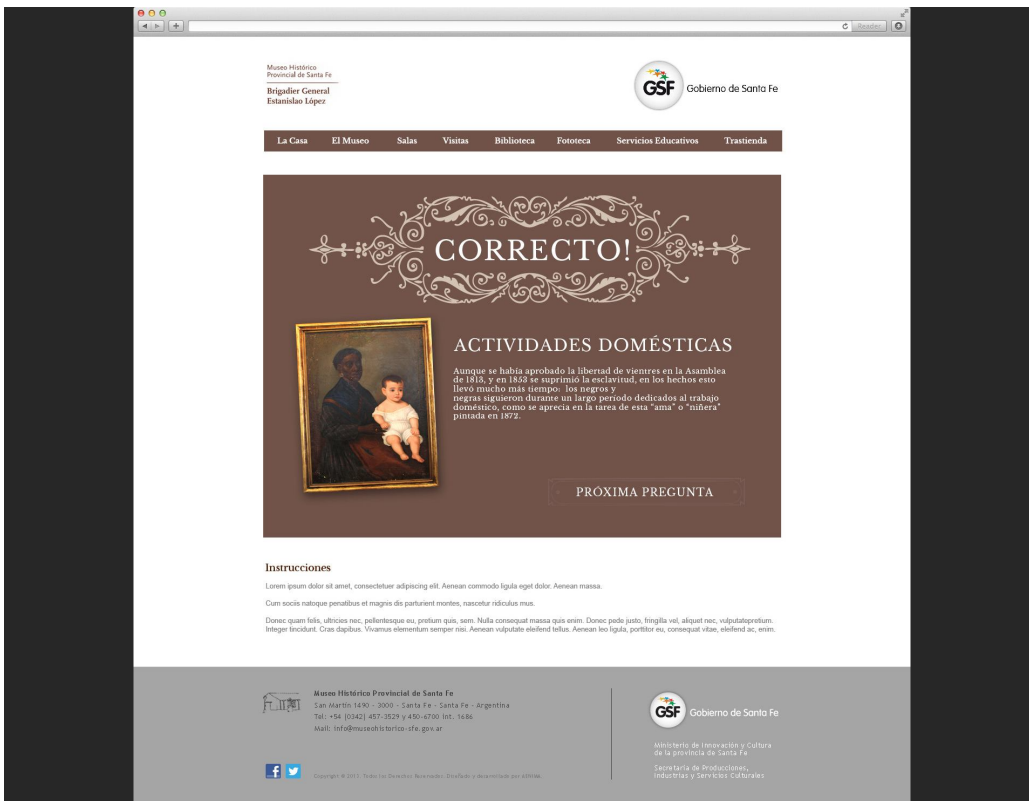 Reader
Museo Histórico
Provincial de Santa Fe
Brigadier General
Estanislao López
GSF Gobierno de Santa Fe
La Casa El Museo Salas Visitas Biblioteca Fototeca Servicios Educativos Trastienda
CORRECTO!
ACTIVIDADES DOMÉSTICAS
Aunque se había aprobado la libertad de vientres en la Asamblea
de 1813, y en 1853 se suprimió la esclavitud, en los hechos esto
llevó mucho más tiempo: los negros y
negras siguieron durante un largo período dedicados al trabajo
doméstico, como se aprecia en la tarea de esta “ama” o “niñera”
pintada en 1872.
PRÓXIMA PREGUNTA
Instrucciones
Lorem ipsum dolor sit amet, consectetuer adipiscing elit. Aenean commodo ligula eget dolor. Aenean massa.
Cum sociis natoque penatibus et magnis dis parturient montes, nascetur ridiculus mus.
Donec quam felis, ultricies nec, pellentesque eu, pretium quis, sem. Nulla consequat massa quis enim. Donec pede justo, fringilla vel, aliquet nec, vulputatepretium.
Integer tincidunt. Cras dapibus. Vivamus elementum semper nisi. Aenean vulputate eleifend tellus. Aenean leo ligula, porttitor eu, consequat vitae, eleifend ac, enim.
Museo Histórico Provincial de Santa Fe
San Martín 1490 - 3000 - Santa Fe - Santa Fe - Argentina
Tel: +54 (0342) 457-3529 y 450-6700 int. 1686
Mail: info@museohistorico-sfe.gov.ar
Todos los Derechos Reservados. Diseñado y desarrollado por
GSF Gobierno de Santa Fe
Ministerio de Innovación y Cultura
de la provincia de Santa Fe
Secretaría de Producciones,
Industrias y Servicios Culturales